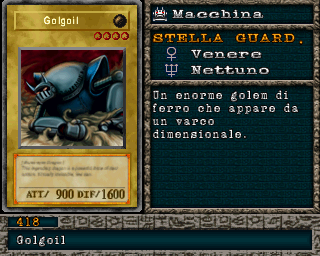 Golgoil
ATT/ 900 DIF/1600
Macchina
STELLA GUARD.
Venere
Nettuno
Un enorme golem di
ferro che appare da
un varco
dimensionale.
418
Golgoil